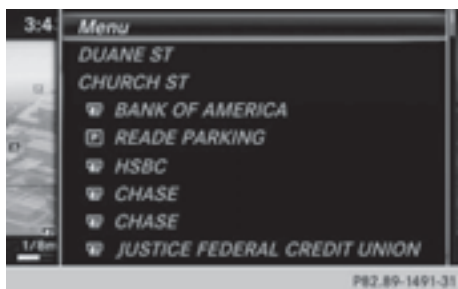 3:4
Menu
DUANE ST
CHURCH ST
BANK OF AMERICA
P READE PARKING
HSBC
CHASE
CHASE
JUSTICE FEDERAL CREDIT UNION
1/8m
P82.89-1491-31